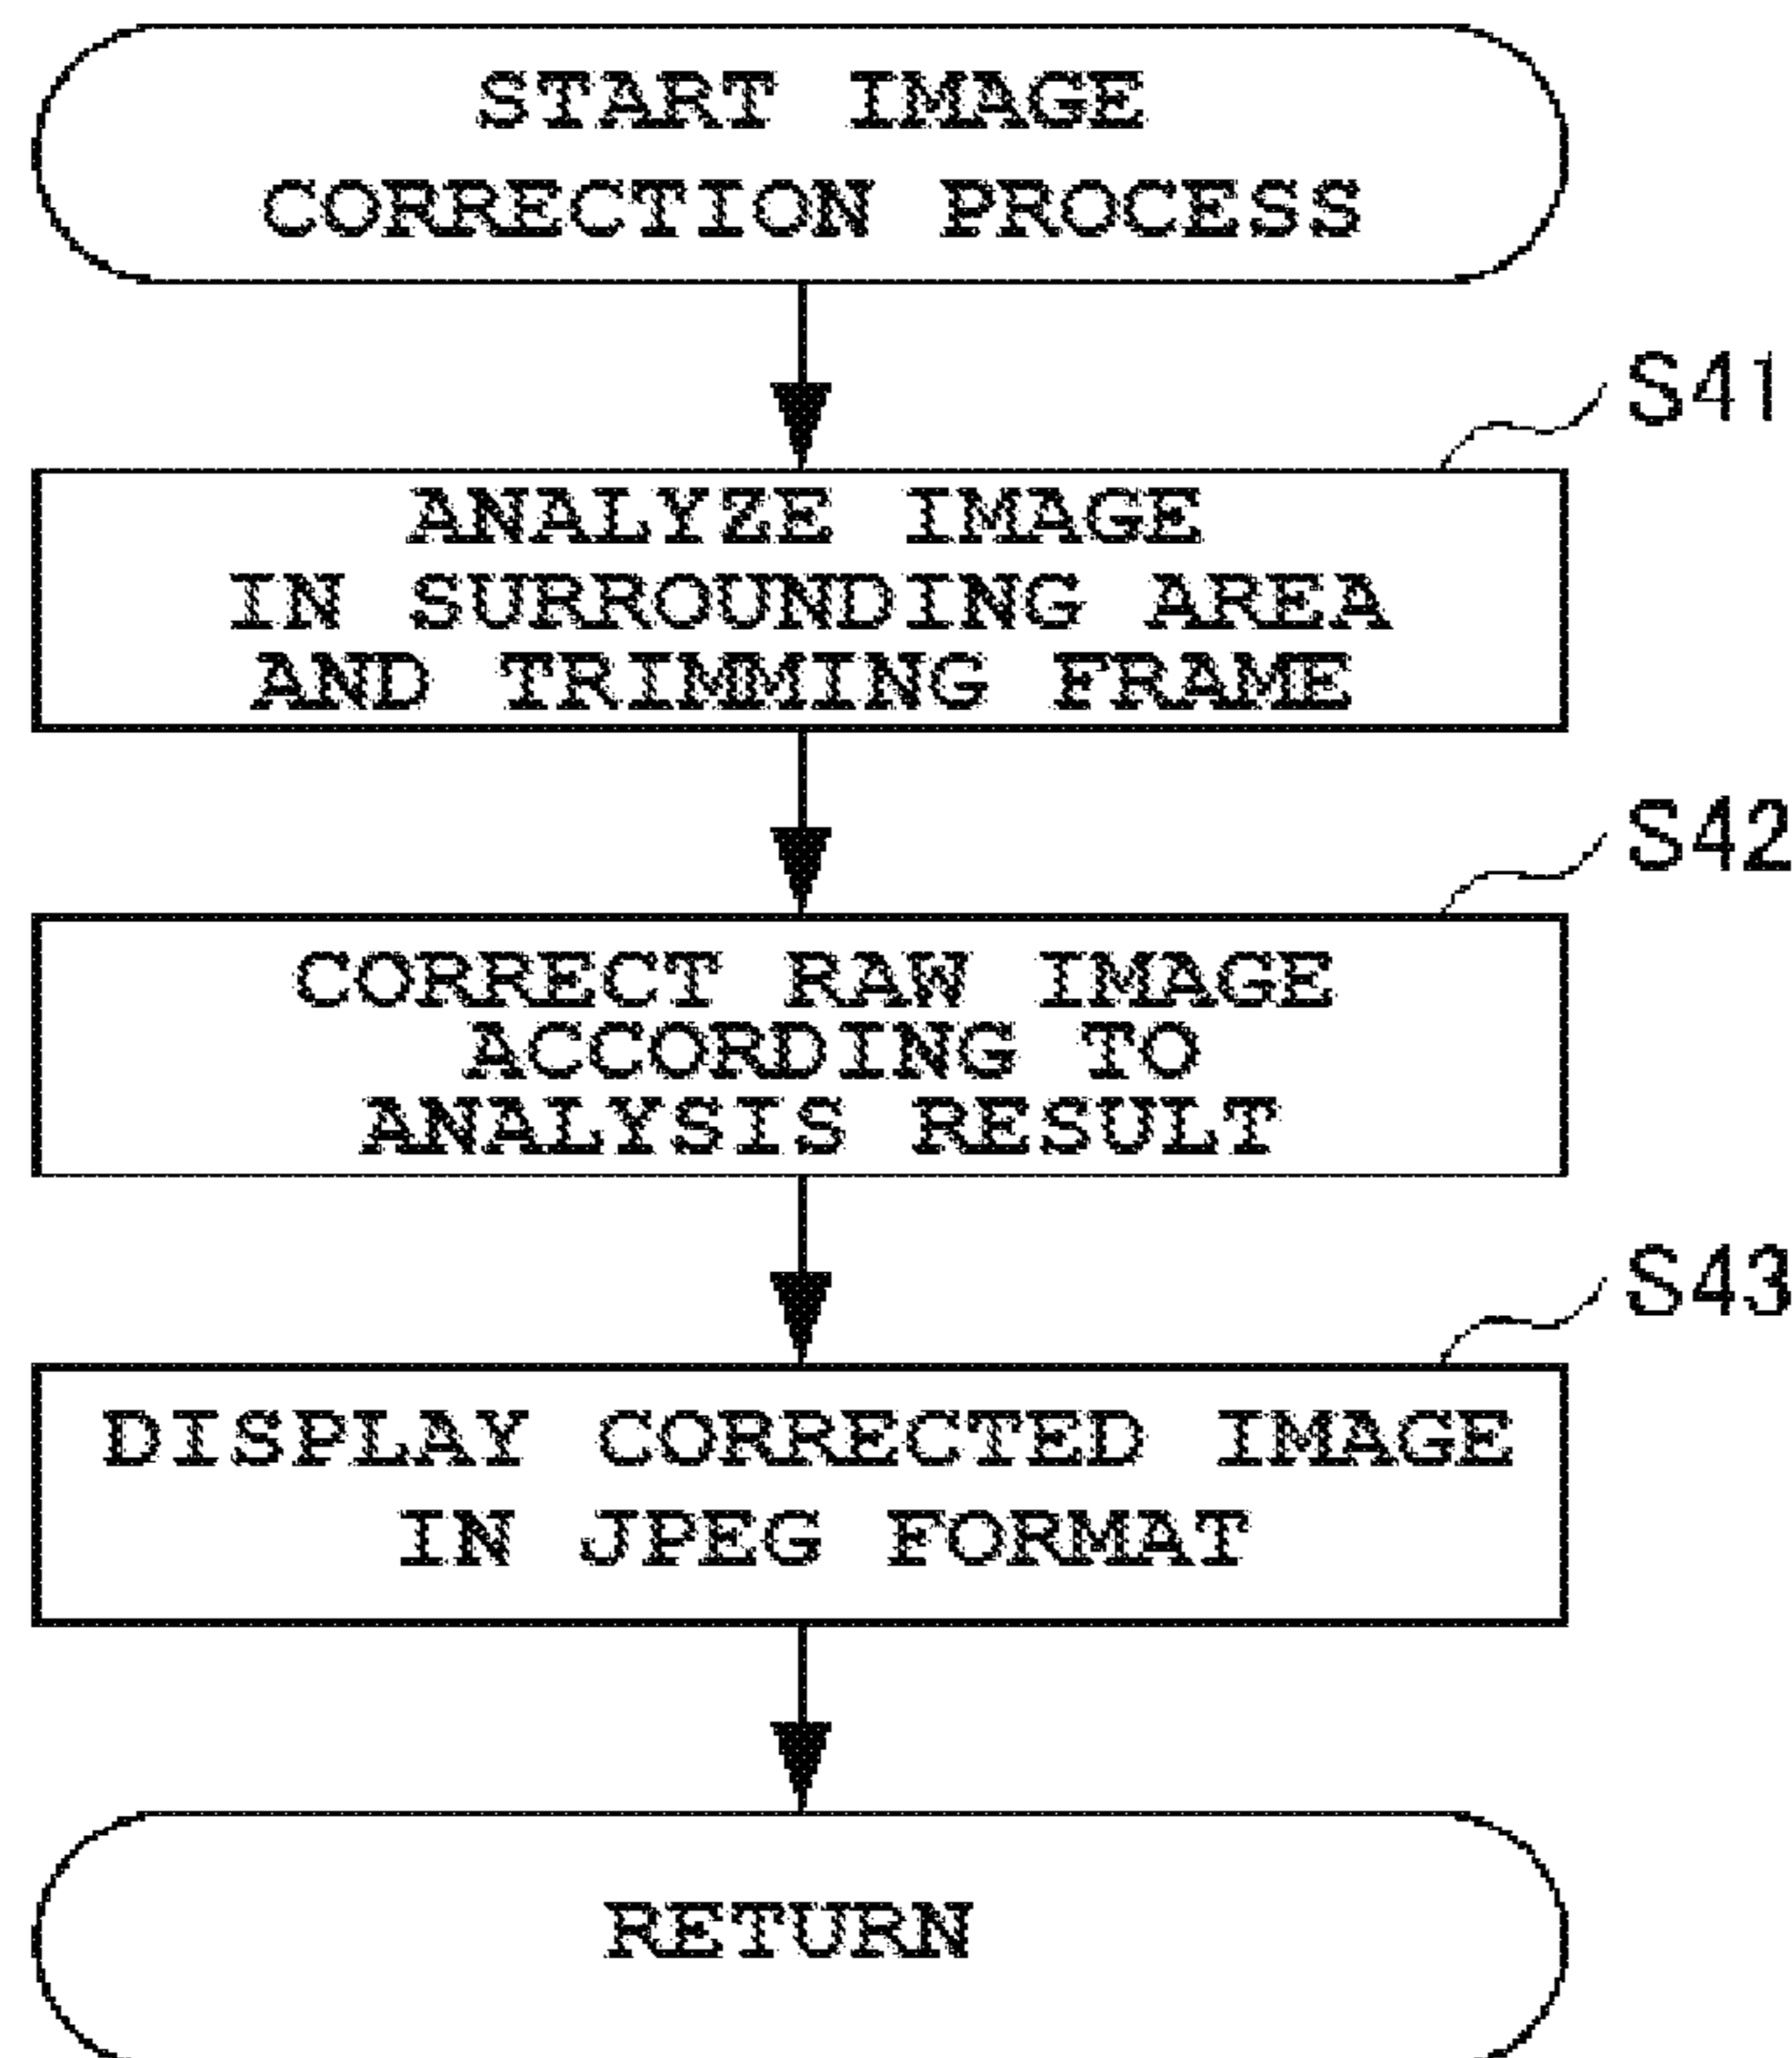 START IMAGE
CORRECTION PROCESS
S41
ANALYZE IMAGE
IN SURROUNDING AREA
AND TRIMMING FRAME
S42
CORRECT RAW IMAGE
ACCORDING TO
ANALYSIS RESULT
S43
DISPLAY CORRECTED IMAGE
IN JPEG FORMAT
RETURN